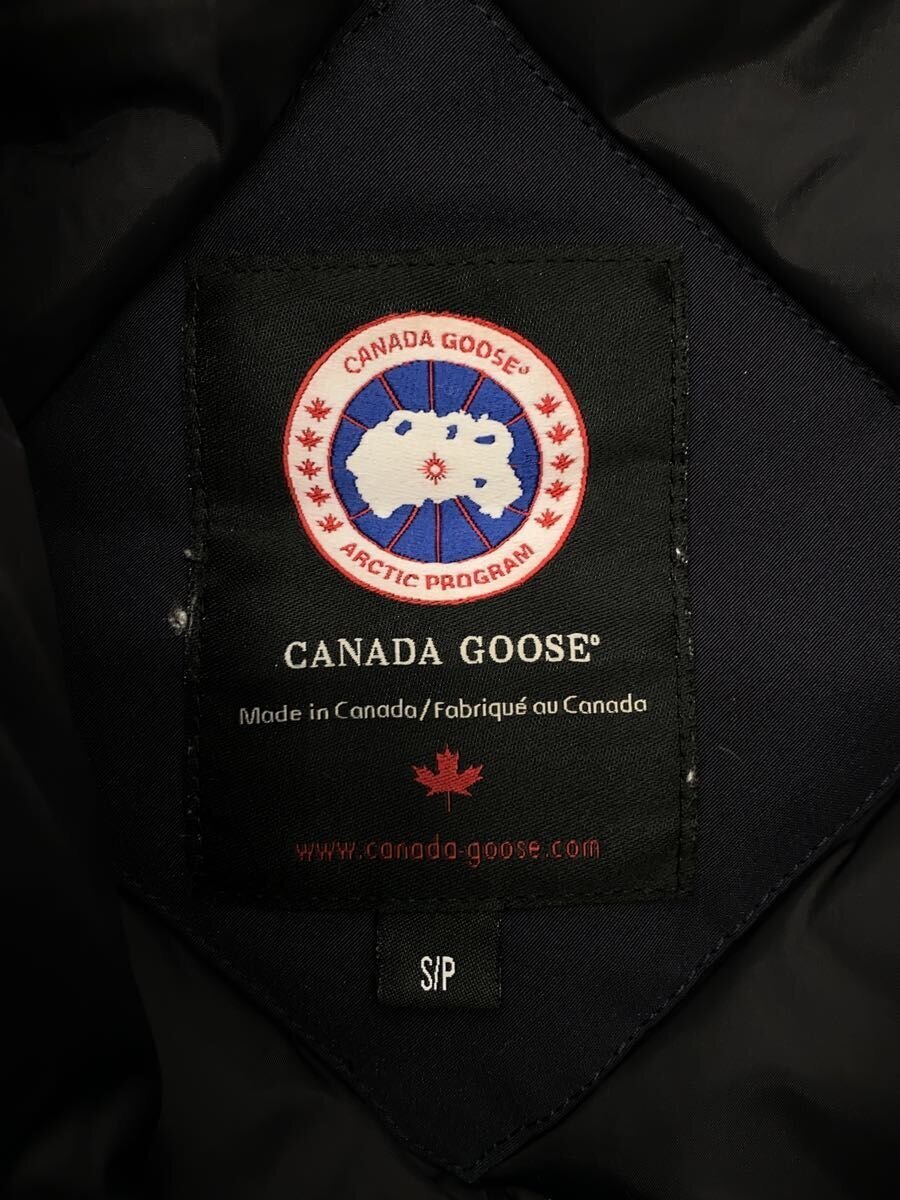 CANADA GOOSE®
ARCTIC PROGRAM
CANADA GOOSE®
Made in Canada/Fabriqué au Canada
www.canada-goose.com
S/P